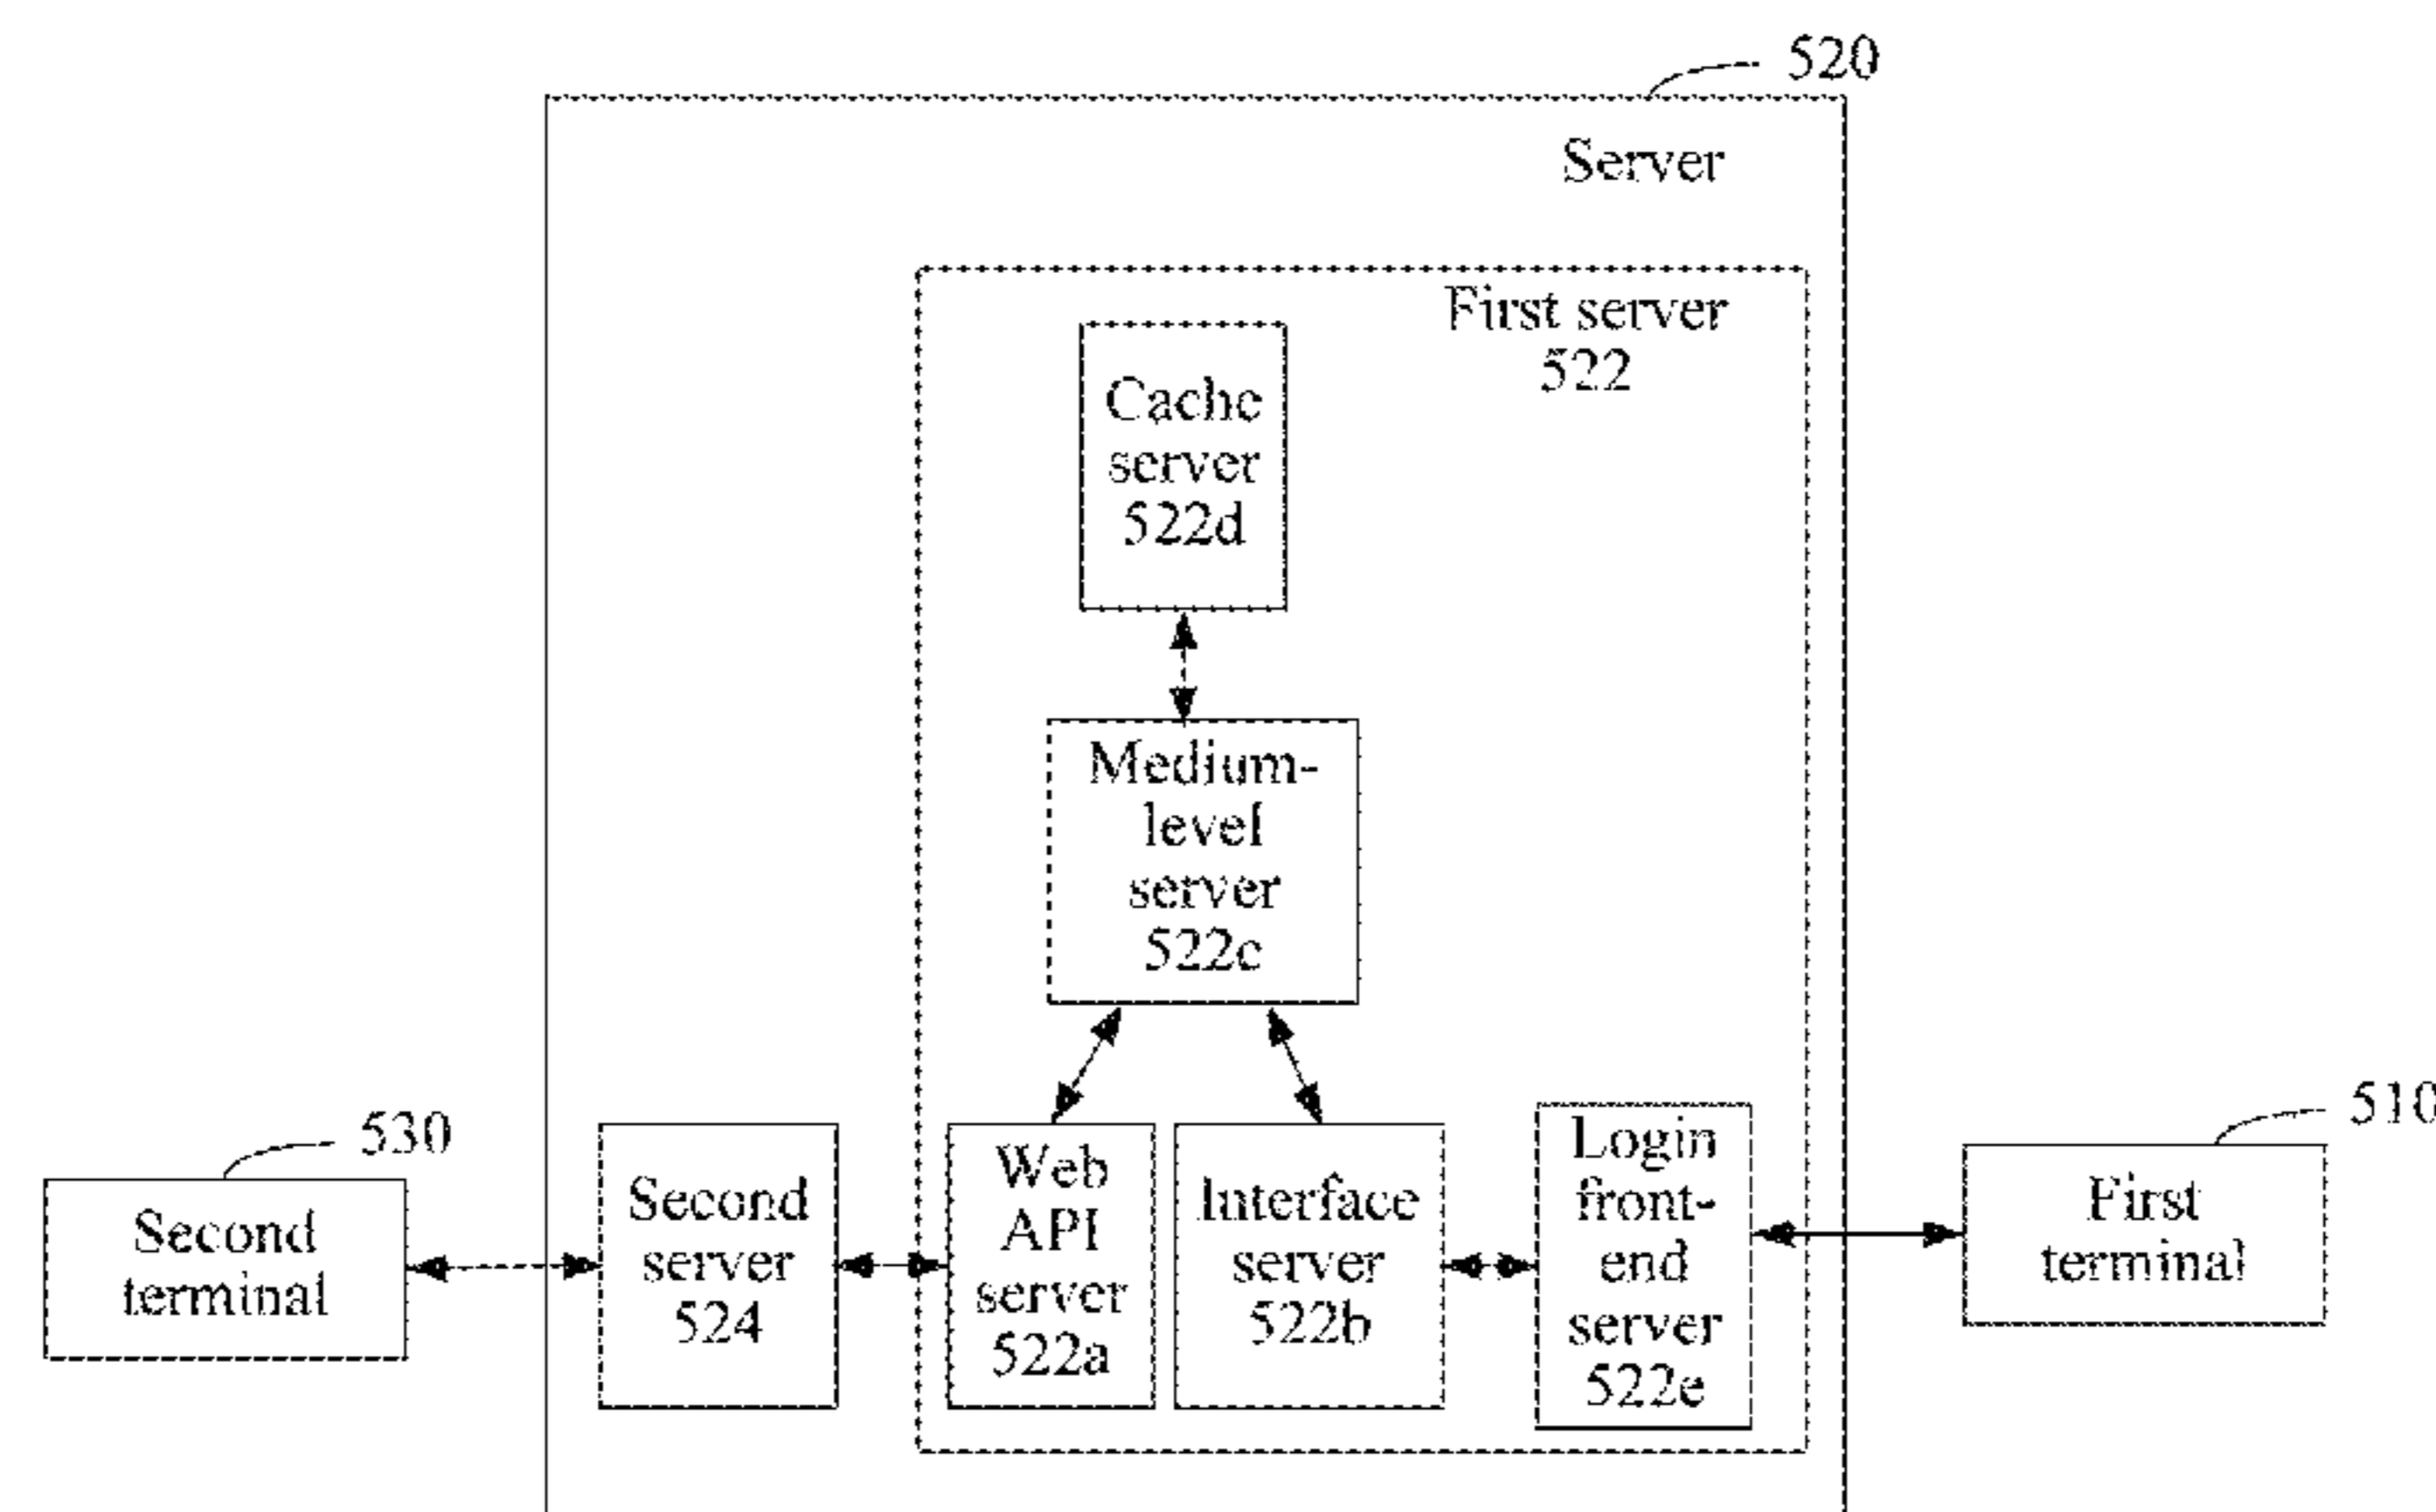 520
Server
First server
522
Cache
server
522d
Medium-
level
server
522c
530
Second
terminal
Second
server
524
Web
API
server
522a
Interface
server
522b
Login
front-
end
server
522e
510
First
terminal